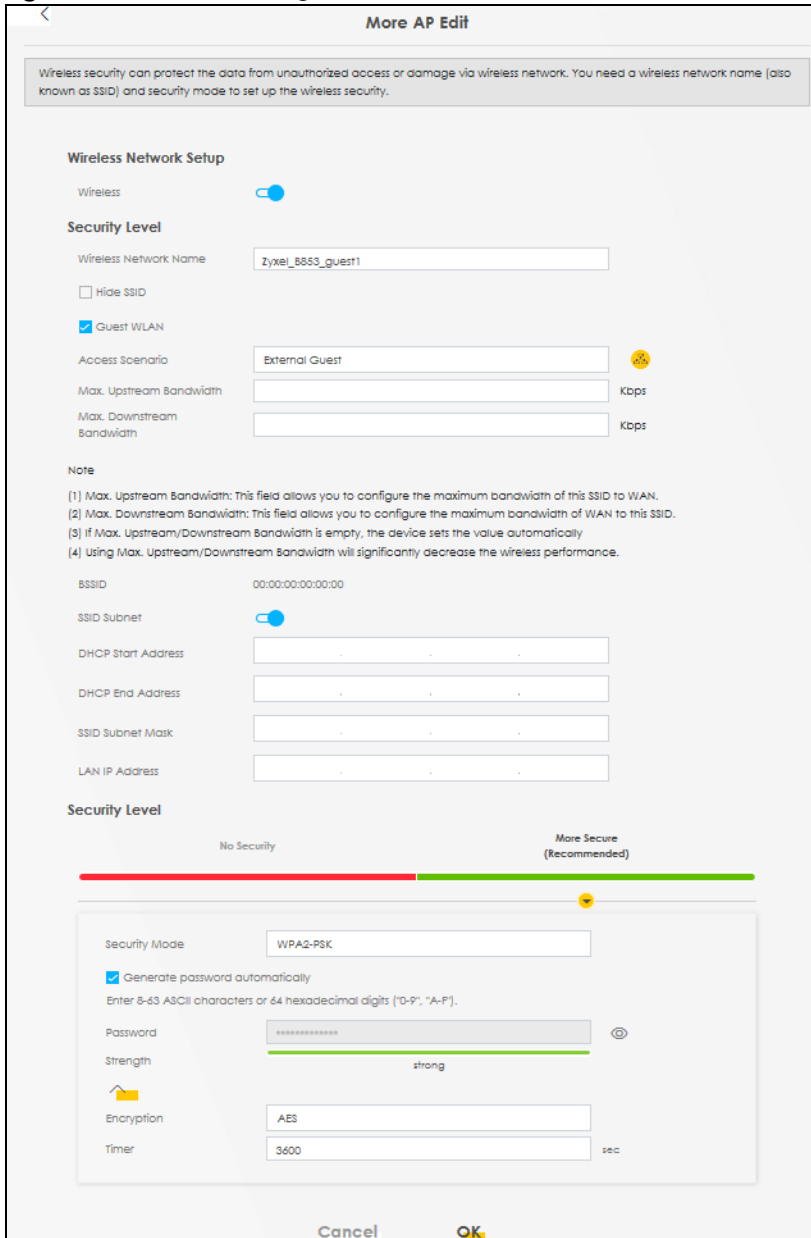 More AP Edit
Wireless security can protect the data from unauthorized access or damage via wireless network. You need a wireless network name (also
known as SSID) and security mode to set up the wireless security.
Wireless Network Setup
Wireless
Security Level
Wireless Network Name Zyxel_B853_guest1
Hide SSID
Guest WLAN
Access Scenario External Guest
Max. Upstream Bandwidth Kbps
Max. Downstream
Bandwidth Kbps
Note
(1) Max. Upstream Bandwidth: This field allows you to configure the maximum bandwidth of this SSID to WAN.
(2) Max. Downstream Bandwidth: This field allows you to configure the maximum bandwidth of WAN to this SSID.
(3) If Max. Upstream/Downstream Bandwidth is empty, the device sets the value automatically
(4) Using Max. Upstream/Downstream Bandwidth will significantly decrease the wireless performance.
BSSID 00:00:00:00:00:00
SSID Subnet
DHCP Start Address . . .
DHCP End Address . . .
SSID Subnet Mask . . .
LAN IP Address . . .
Security Level
No Security
More Secure
(Recommended)
Security Mode WPA2-PSK
Generate password automatically
Enter 8-63 ASCII characters or 64 hexadecimal digits ("0-9", "A-F").
Password •••••••••••••
Strength strong
Encryption AES
Timer 3600 sec
Cancel OK